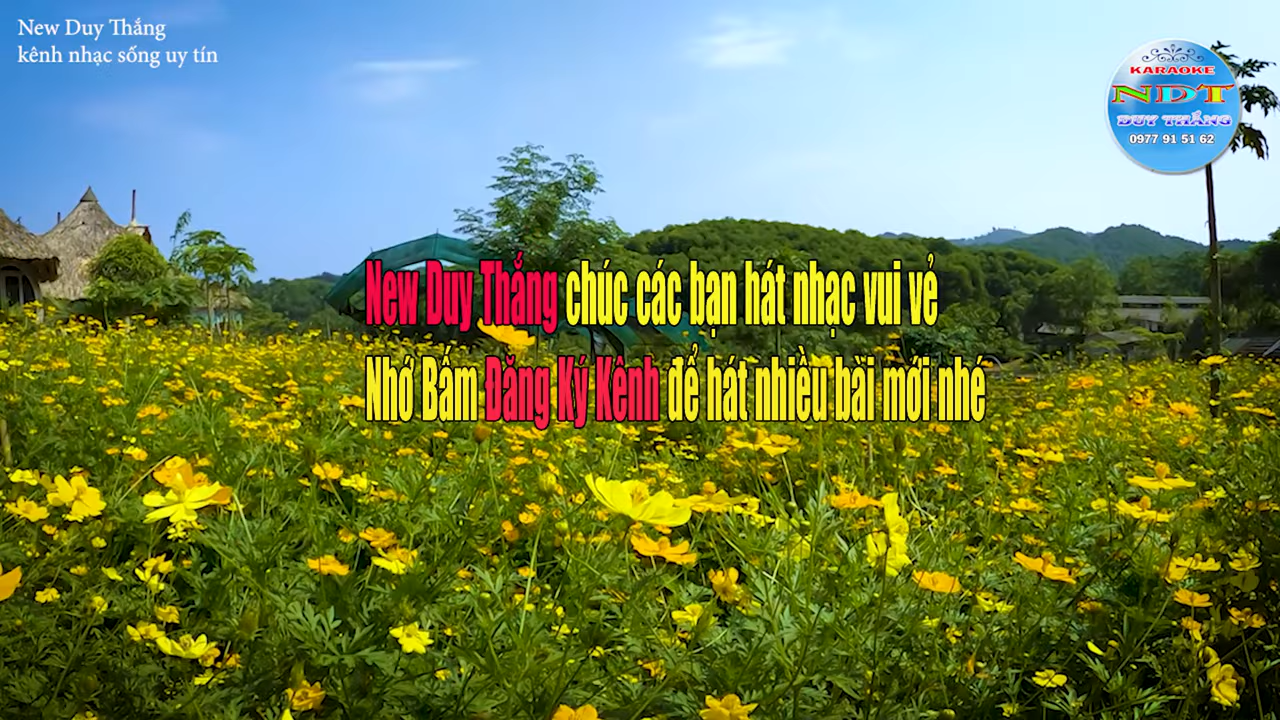 New Duy Thắng
kênh nhạc sống uy tín
KARAOKE
NDT
DUY THẮNG
0977 91 51 62
New Duy Thắng chúc các bạn hát nhạc vui vẻ
Nhớ Bấm Đăng Ký Kênh để hát nhiều bài mới nhé